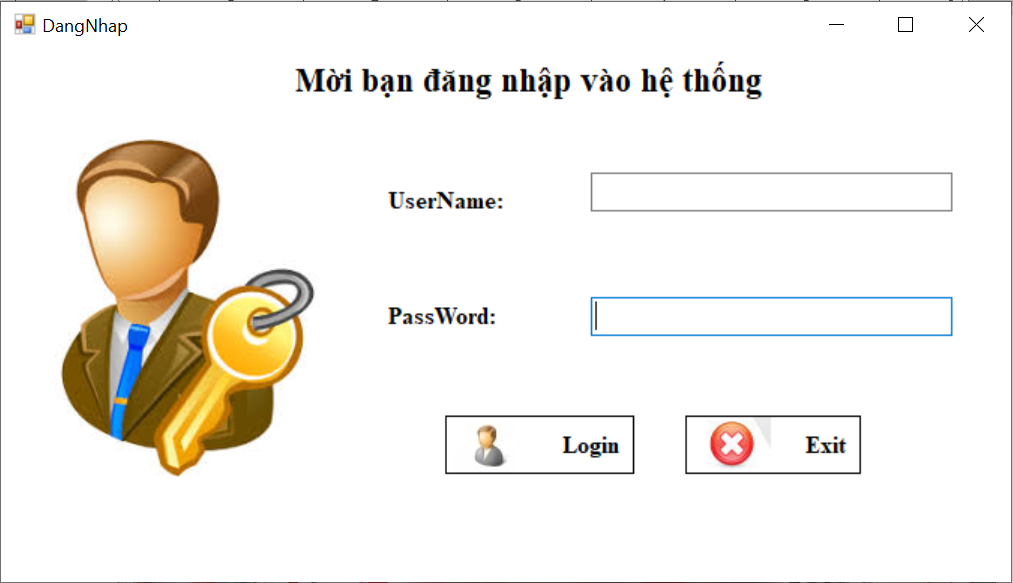 DangNhap
Mời bạn đăng nhập vào hệ thống
UserName:
PassWord:
Login
Exit